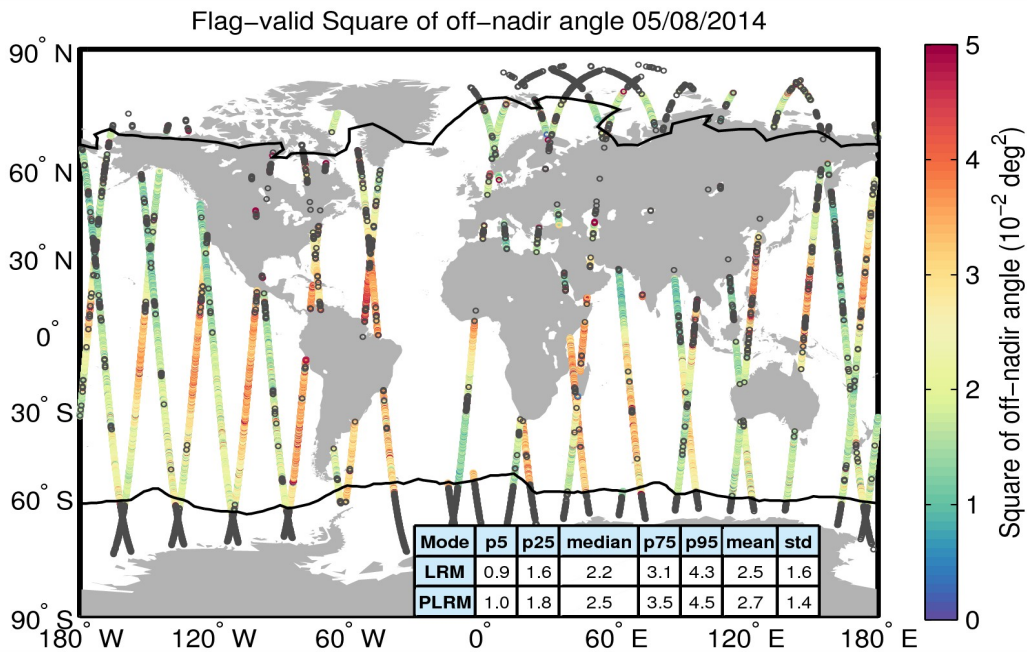 Flag−valid Square of off−nadir angle 05/08/2014
90° N
60° N
30° N
0°
30° S
60° S
90° S
180° W
120° W
60° W
0°
60° E
120° E
180° E
Mode p5 p25 median p75 p95 mean std
LRM 0.9 1.6 2.2 3.1 4.3 2.5 1.6
PLRM 1.0 1.8 2.5 3.5 4.5 2.7 1.4
5
4
3
2
1
0
Square of off−nadir angle (10⁻² deg²)